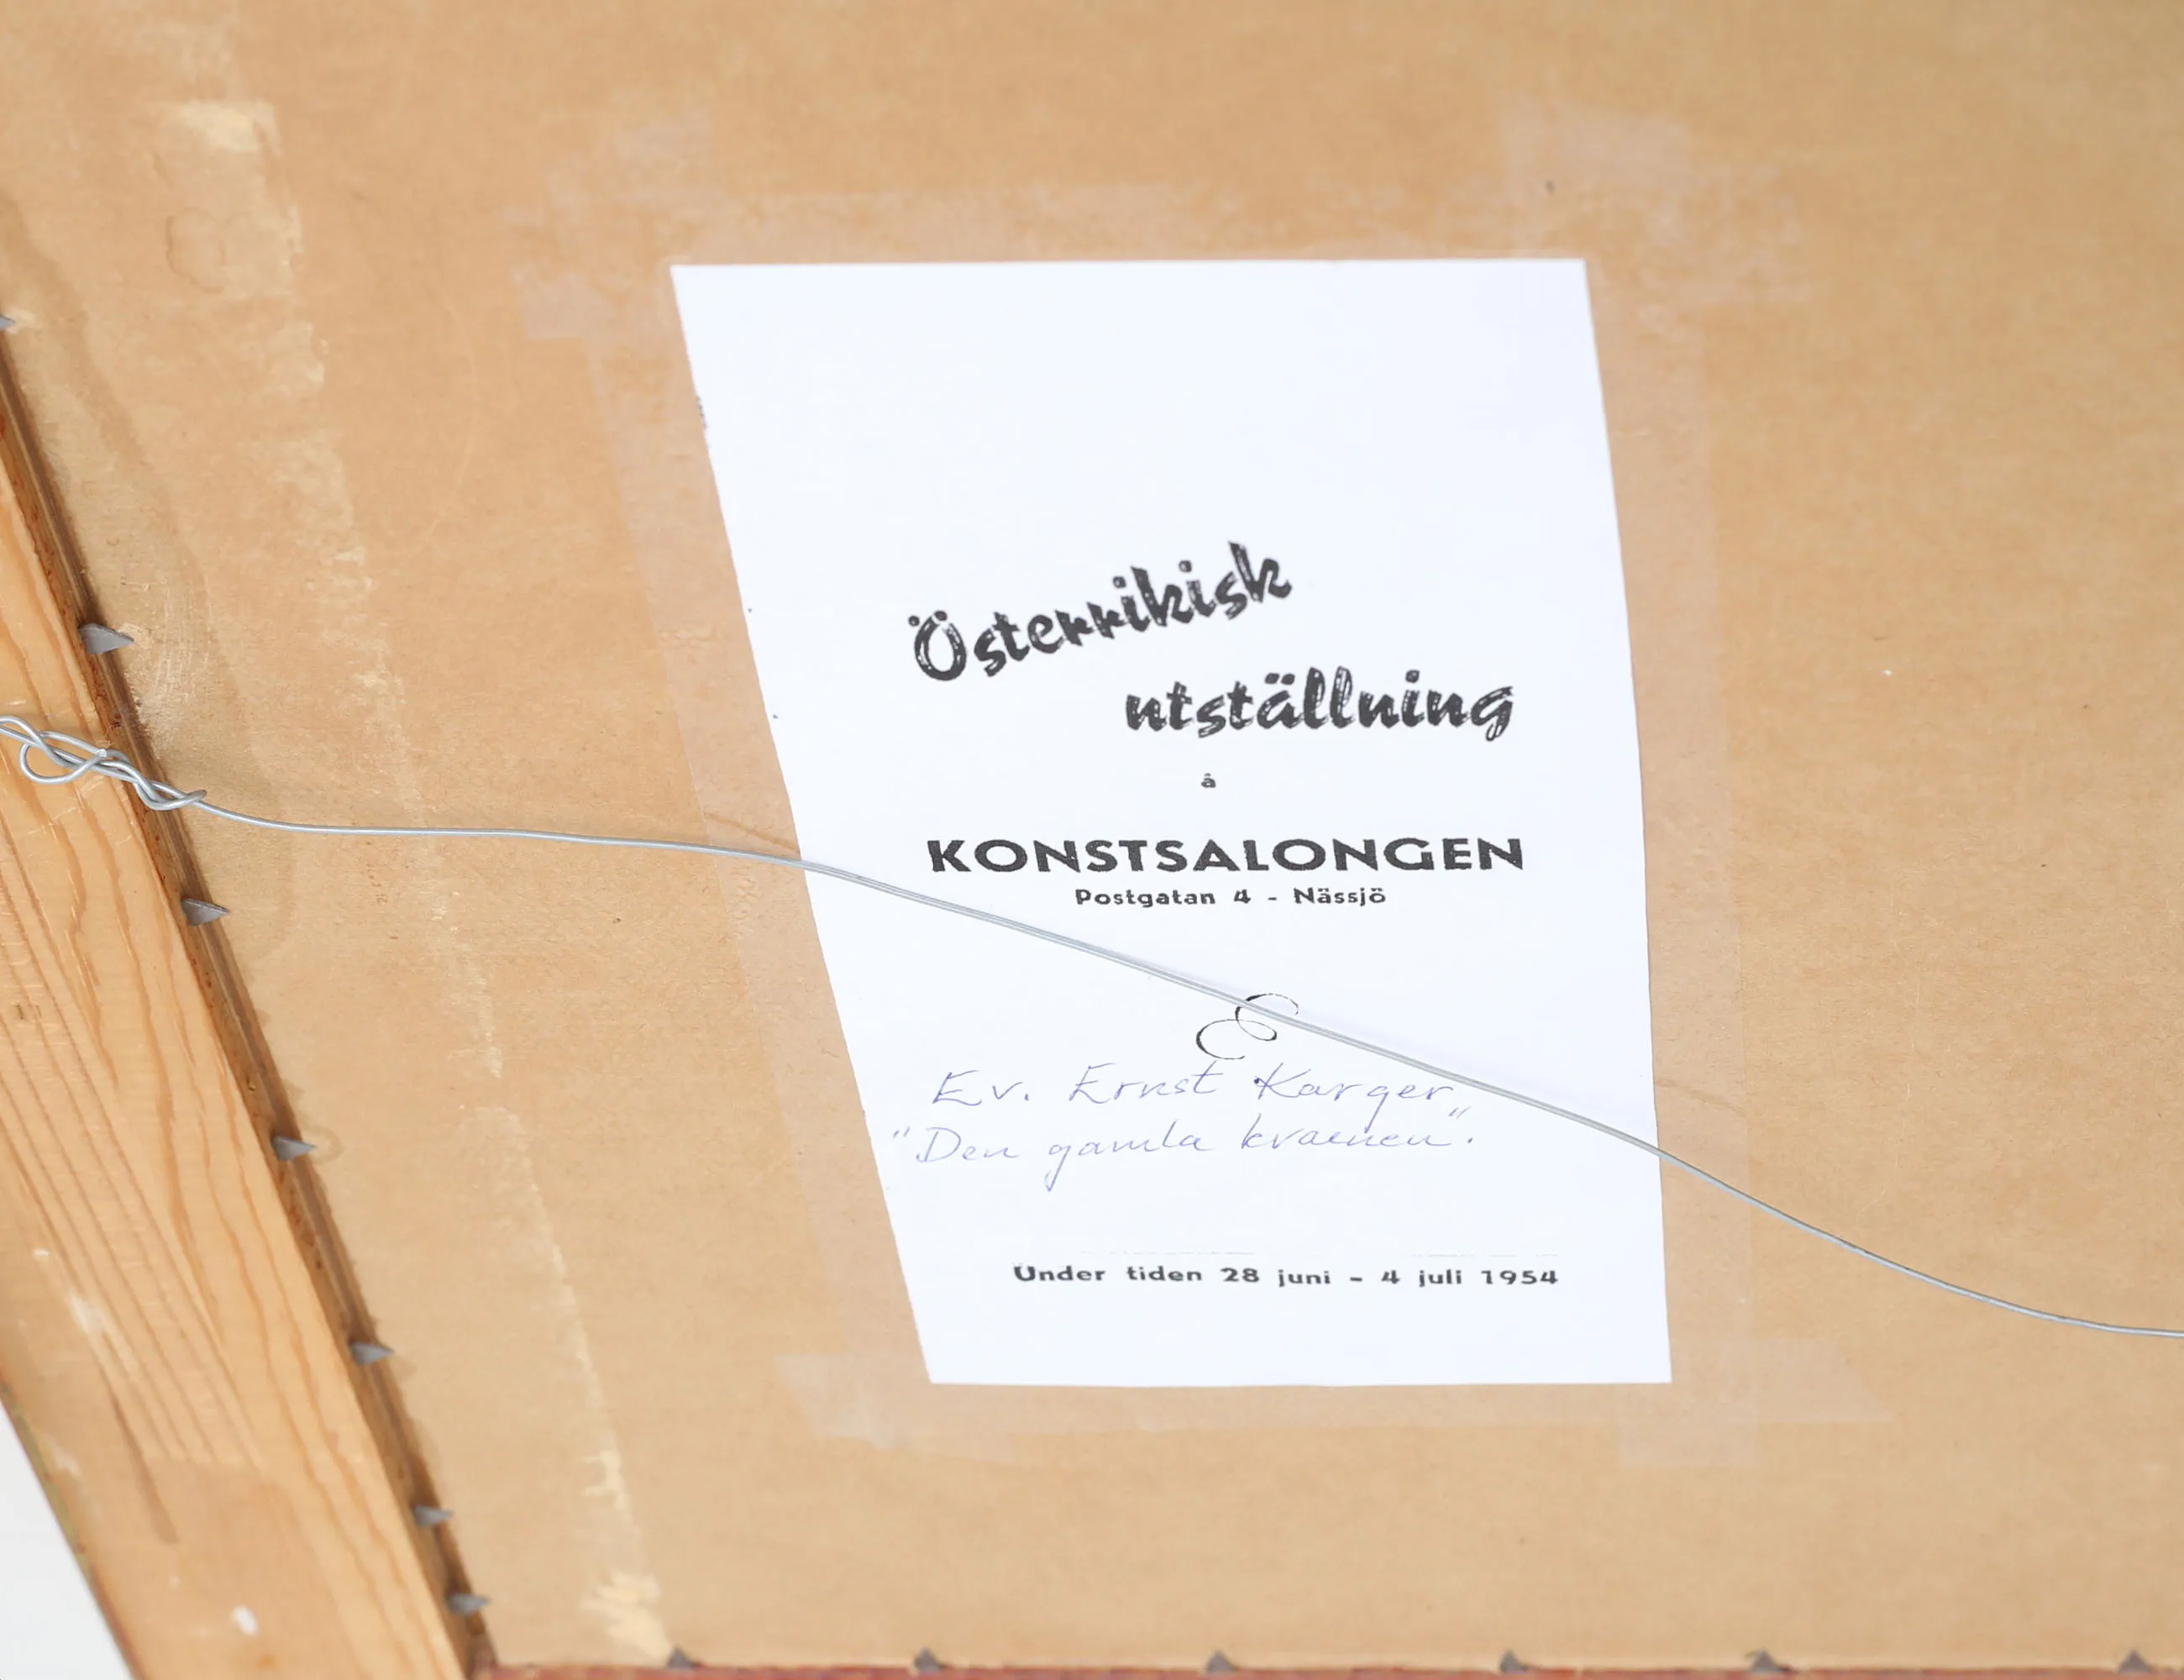 Österrikisk
utställning
å
KONSTSALONGEN
Postgatan 4 - Nässjö
Ev. Ernst Karger
"Den gamla kvarnen".
Under tiden 28 juni - 4 juli 1954